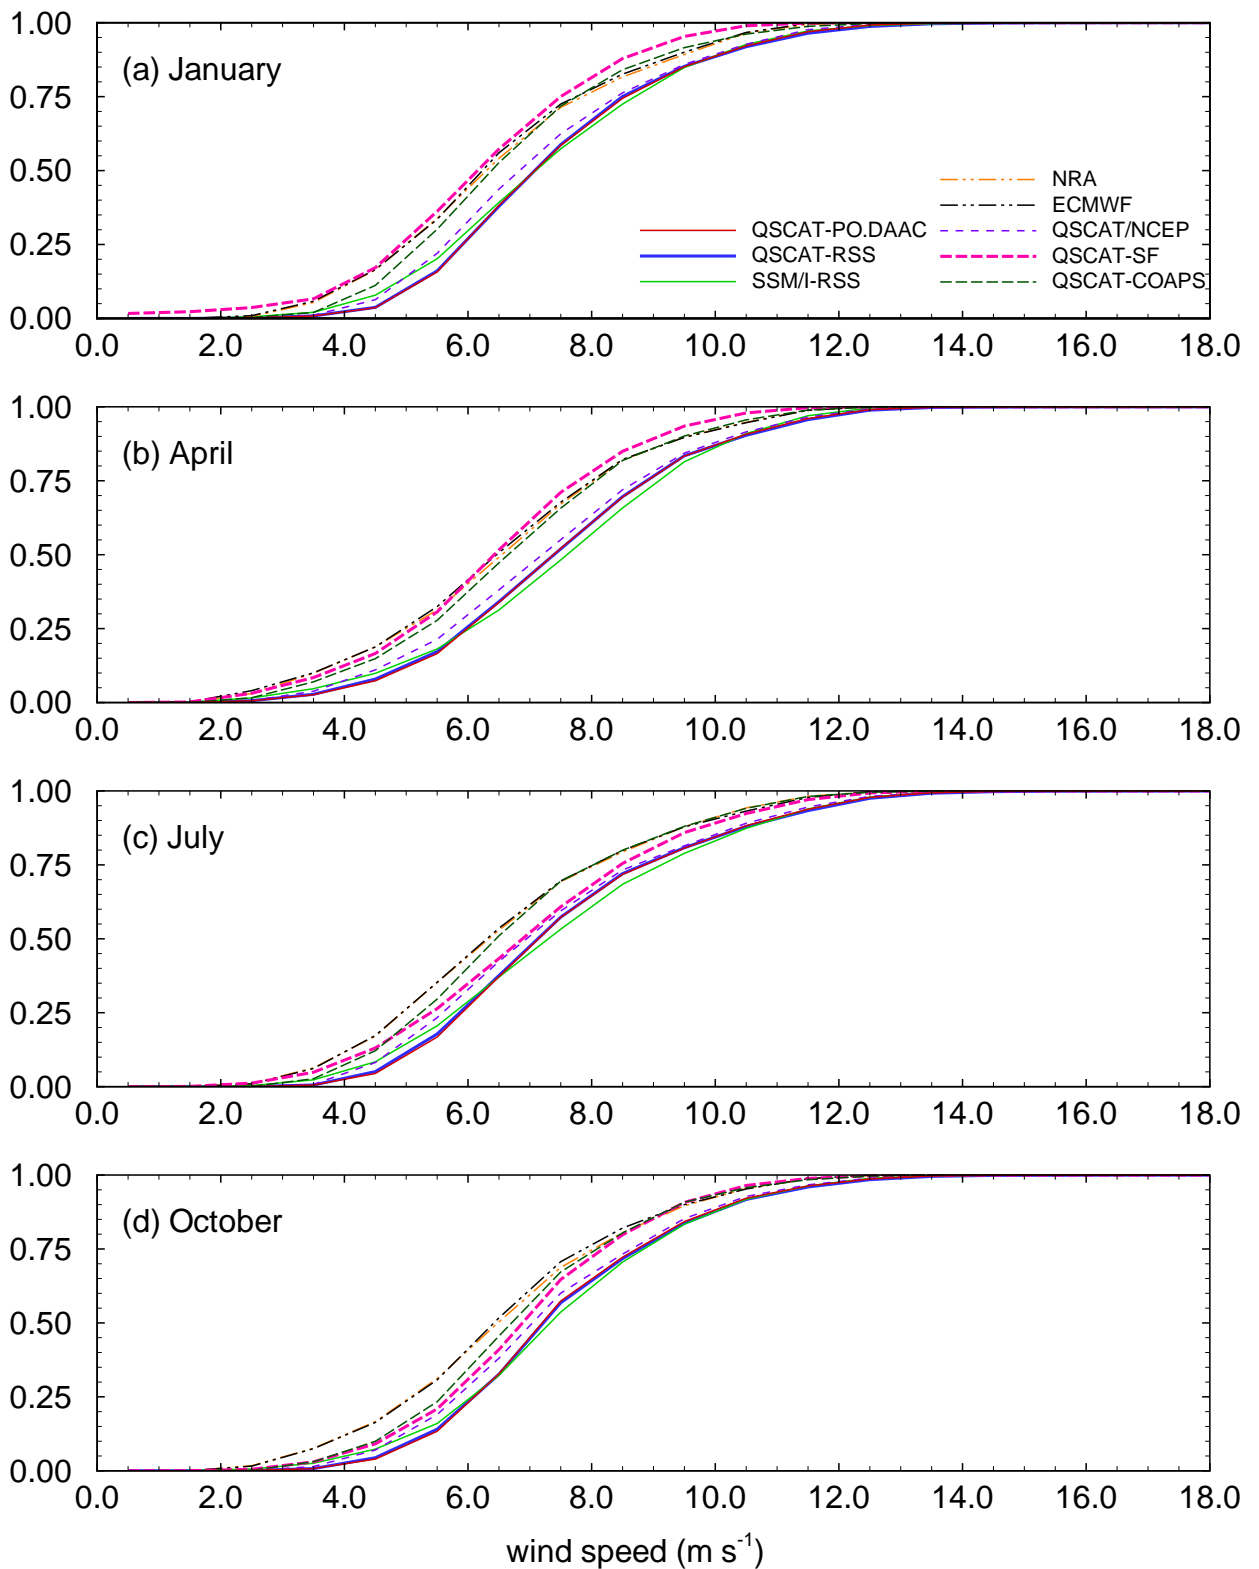 1.00
(a) January
0.75
NRA
0.50
ECMWF
QSCAT-PO.DAAC QSCAT/NCEP
0.25 QSCAT-RSS QSCAT-SF
SSM/I-RSS QSCAT-COAPS
0.00
0.0 2.0 4.0 6.0 8.0 10.0 12.0 14.0 16.0 18.0
1.00
(b) April
0.75
0.50
0.25
0.00
0.0 2.0 4.0 6.0 8.0 10.0 12.0 14.0 16.0 18.0
1.00
(c) July
0.75
0.50
0.25
0.00
0.0 2.0 4.0 6.0 8.0 10.0 12.0 14.0 16.0 18.0
1.00
(d) October
0.75
0.50
0.25
0.00
0.0 2.0 4.0 6.0 8.0 10.0 12.0 14.0 16.0 18.0
wind speed (m s⁻¹)